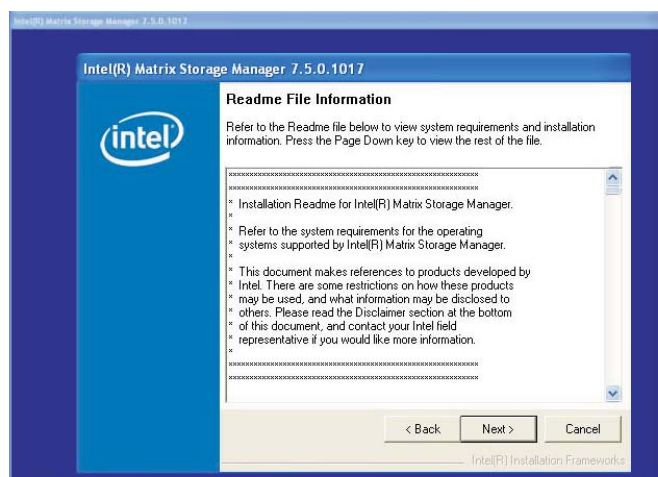 Intel(R) Matrix Storage Manager 7.5.0.1017
Intel(R) Matrix Storage Manager 7.5.0.1017
intel
Readme File Information
Refer to the Readme file below to view system requirements and installation
information. Press the Page Down key to view the rest of the file.
* Installation Readme for Intel(R) Matrix Storage Manager.
*
* Refer to the system requirements for the operating
* systems supported by Intel(R) Matrix Storage Manager.
*
* This document makes references to products developed by
* Intel. There are some restrictions on how these products
* may be used, and what information may be disclosed to
* others. Please read the Disclaimer section at the bottom
* of this document, and contact your Intel field
* representative if you would like more information.
*
< Back
Next >
Cancel
Intel(R) Installation Frameworks